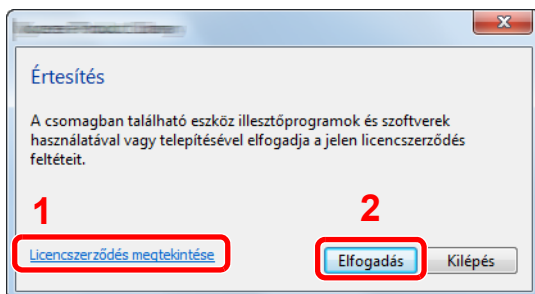 Értesítés
A csomagban található eszköz illesztőprogramok és szoftverek
használatával vagy telepítésével elfogadja a jelen licencszerződés
feltéteit.
1
2
Licencszerződés megtekintése
Elfogadás
Kilépés